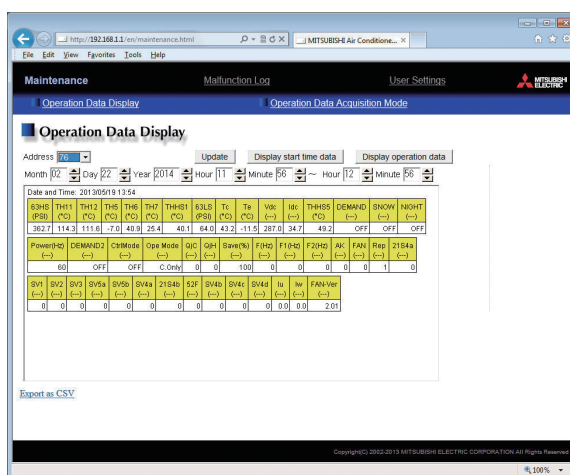 http://192.168.1.1/en/maintenance.html
MITSUBISHI Air Conditione...
File Edit View Favorites Tools Help
Maintenance Malfunction Log User Settings
MITSUBISHI ELECTRIC
Operation Data Display Operation Data Acquisition Mode
Operation Data Display
Address 76 Update Display start time data Display operation data
Month 02 Day 22 Year 2014 Hour 11 Minute 56 ~ Hour 12 Minute 56
Date and Time: 2013/05/19 13:54
63HS (PSI) TH11 (°C) TH12 (°C) TH5 (°C) TH6 (°C) TH7 (°C) THHS1 (°C) 63LS (PSI) Tc (°C) Te (°C) Vdc (---) Idc (---) THHS5 (°C) DEMAND (---) SNOW (---) NIGHT (---)
362.7 114.3 111.6 -7.0 40.9 25.4 40.1 64.0 43.2 -11.5 287.0 34.7 49.2 OFF OFF OFF
Power(Hz) (---) DEMAND2 (---) CtrlMode (---) Ope Mode (---) QjC (---) QjH (---) Save(%) (---) F(Hz) (---) F1(Hz) (---) F2(Hz) (---) AK (---) FAN (---) Rep (---) 21S4a (---)
60 OFF OFF C.Only 0 0 100 0 0 0 0 0 1 0
SV1 (---) SV2 (---) SV3 (---) SV5a (---) SV5b (---) SV4a (---) 21S4b (---) 52F (---) SV4b (---) SV4c (---) SV4d (---) Iu (---) Iw (---) FAN-Ver (---)
0 0 0 0 0 0 0 0 0 0 0 0.0 0.0 2.01
Export as CSV
Copyright(C) 2002-2013 MITSUBISHI ELECTRIC CORPORATION All Rights Reserved
100%